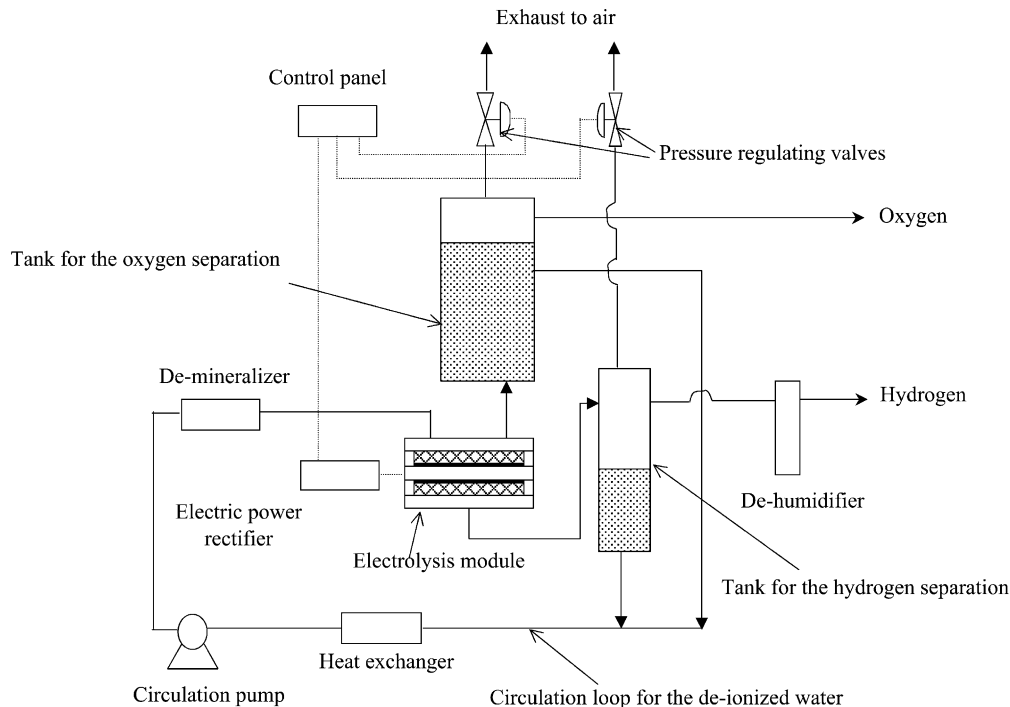 Exhaust to air
Control panel
Pressure regulating valves
Oxygen
Tank for the oxygen separation
De-mineralizer
Hydrogen
De-humidifier
Electric power
rectifier
Electrolysis module
Tank for the hydrogen separation
Heat exchanger
Circulation pump
Circulation loop for the de-ionized water